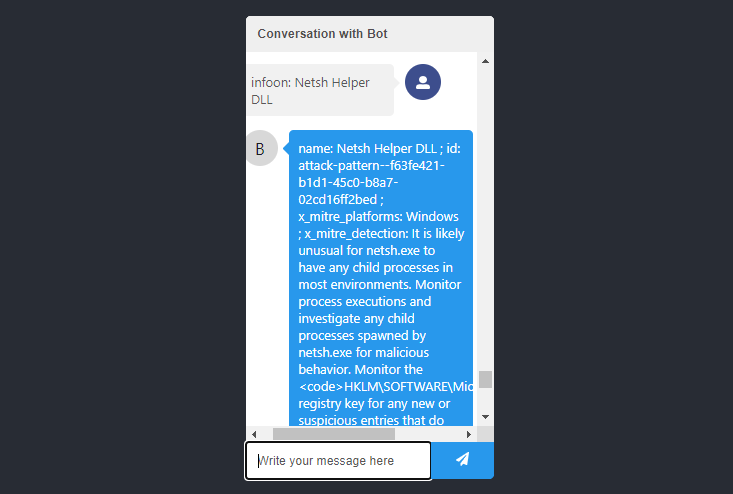 Conversation with Bot
infoon: Netsh Helper
DLL
B
name: Netsh Helper DLL ; id:
attack-pattern--f63fe421-
b1d1-45c0-b8a7-
02cd16ff2bed ;
x_mitre_platforms: Windows
; x_mitre_detection: It is likely
unusual for netsh.exe to
have any child processes in
most environments. Monitor
process executions and
investigate any child
processes spawned by
netsh.exe for malicious
behavior. Monitor the
<code>HKLM\SOFTWARE\Mic
registry key for any new or
suspicious entries that do
Write your message here